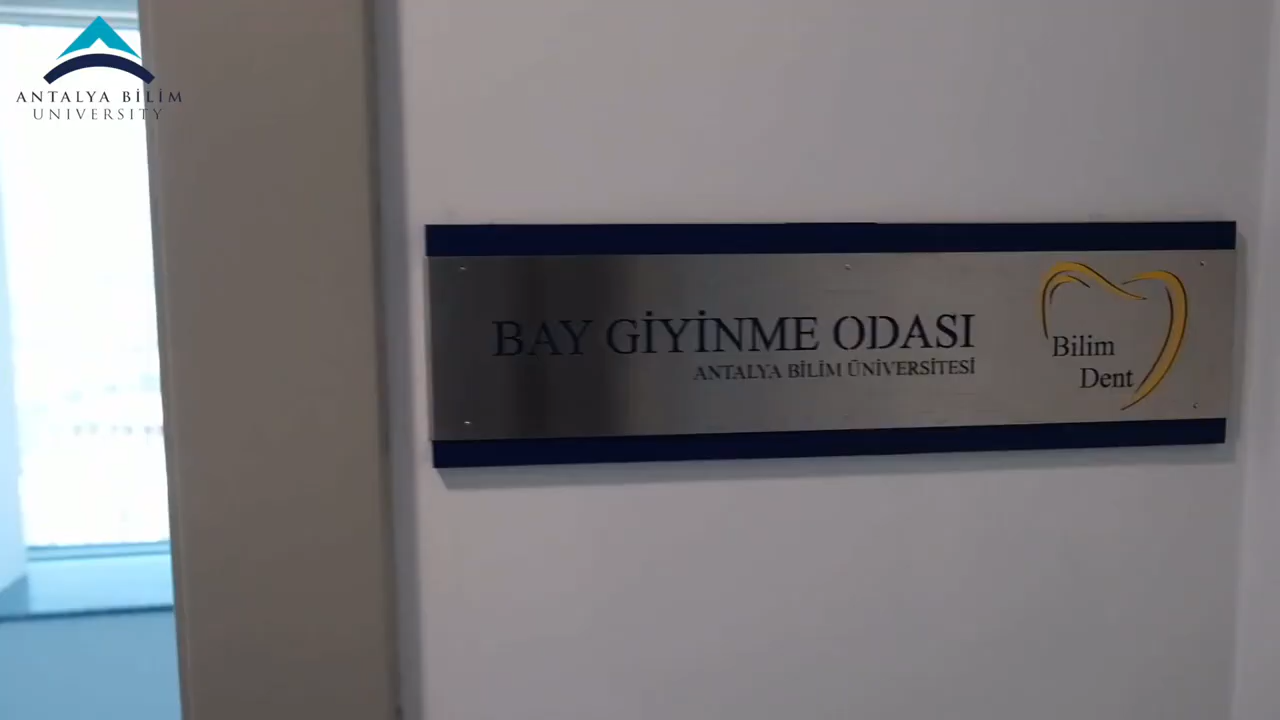 ANTALYA BİLİM
UNIVERSITY
BAY GİYİNME ODASI
ANTALYA BİLİM ÜNİVERSİTESİ
Bilim
Dent